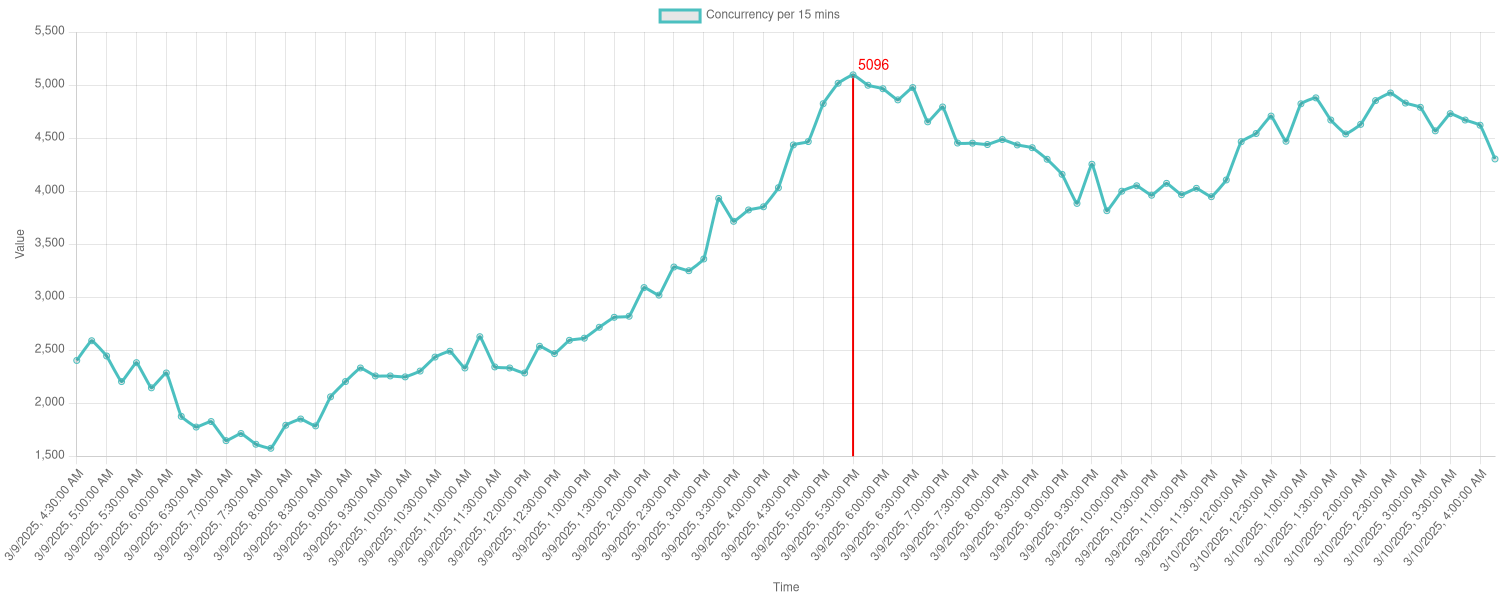 Concurrency per 15 mins
5,500
5,000
4,500
4,000
3,500
3,000
2,500
2,000
1,500
Value
5096
3/9/2025, 4:30:00 AM
3/9/2025, 5:00:00 AM
3/9/2025, 5:30:00 AM
3/9/2025, 6:00:00 AM
3/9/2025, 6:30:00 AM
3/9/2025, 7:00:00 AM
3/9/2025, 7:30:00 AM
3/9/2025, 8:00:00 AM
3/9/2025, 8:30:00 AM
3/9/2025, 9:00:00 AM
3/9/2025, 9:30:00 AM
3/9/2025, 10:00:00 AM
3/9/2025, 10:30:00 AM
3/9/2025, 11:00:00 AM
3/9/2025, 11:30:00 AM
3/9/2025, 12:00:00 PM
3/9/2025, 12:30:00 PM
3/9/2025, 1:00:00 PM
3/9/2025, 1:30:00 PM
3/9/2025, 2:00:00 PM
3/9/2025, 2:30:00 PM
3/9/2025, 3:00:00 PM
3/9/2025, 3:30:00 PM
3/9/2025, 4:00:00 PM
3/9/2025, 4:30:00 PM
3/9/2025, 5:00:00 PM
3/9/2025, 5:30:00 PM
3/9/2025, 6:00:00 PM
3/9/2025, 6:30:00 PM
3/9/2025, 7:00:00 PM
3/9/2025, 7:30:00 PM
3/9/2025, 8:00:00 PM
3/9/2025, 8:30:00 PM
3/9/2025, 9:00:00 PM
3/9/2025, 9:30:00 PM
3/9/2025, 10:00:00 PM
3/9/2025, 10:30:00 PM
3/9/2025, 11:00:00 PM
3/9/2025, 11:30:00 PM
3/10/2025, 12:00:00 AM
3/10/2025, 12:30:00 AM
3/10/2025, 1:00:00 AM
3/10/2025, 1:30:00 AM
3/10/2025, 2:00:00 AM
3/10/2025, 2:30:00 AM
3/10/2025, 3:00:00 AM
3/10/2025, 3:30:00 AM
3/10/2025, 4:00:00 AM
Time